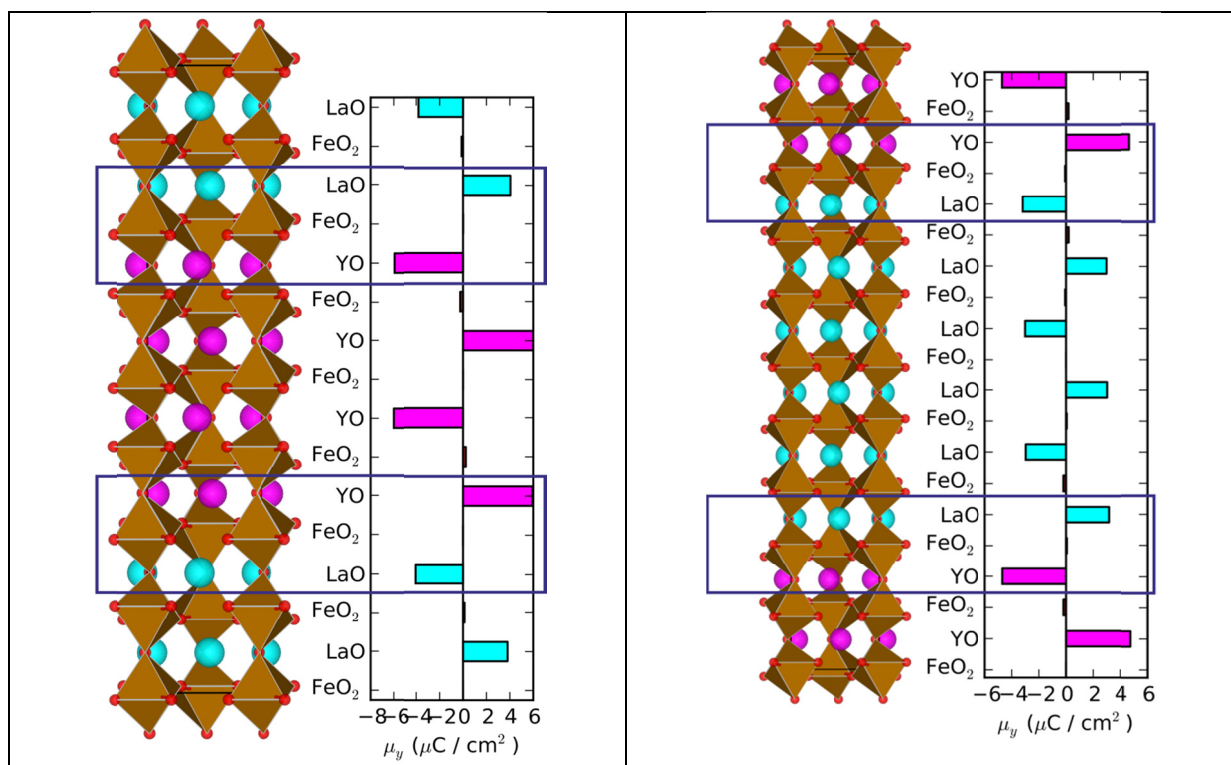 LaO
FeO₂
LaO
FeO₂
YO
FeO₂
YO
FeO₂
YO
FeO₂
YO
FeO₂
LaO
FeO₂
LaO
FeO₂
−8 −6 −4 −2 0 2 4 6
μy (μC / cm²)
YO
FeO₂
YO
FeO₂
LaO
FeO₂
LaO
FeO₂
LaO
FeO₂
LaO
FeO₂
LaO
FeO₂
LaO
FeO₂
YO
FeO₂
YO
FeO₂
−6 −4 −2 0 2 4 6
μy (μC / cm²)